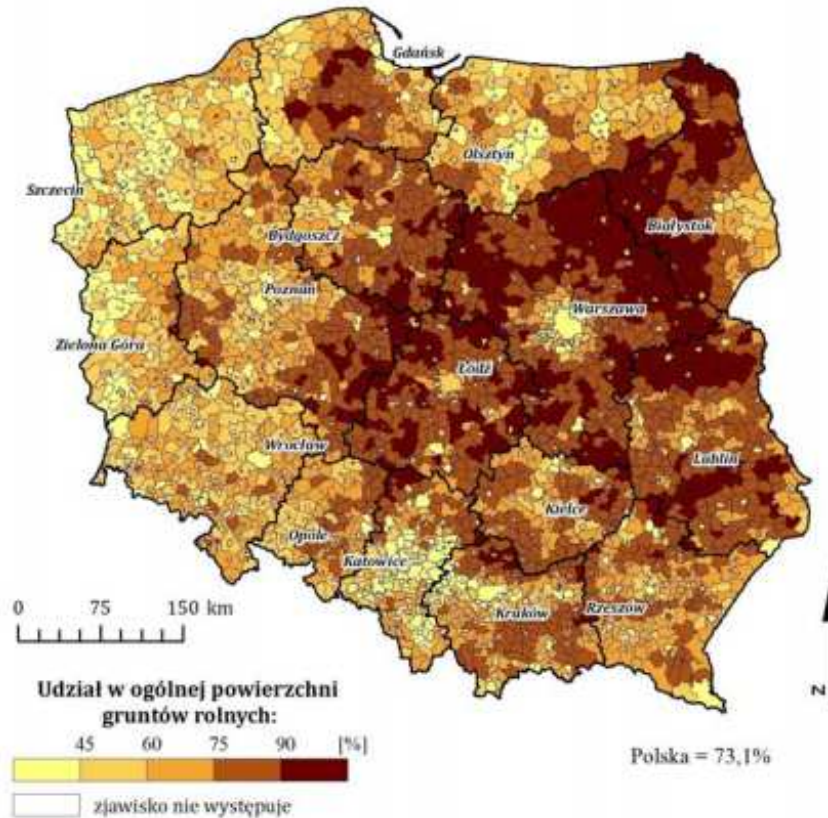 Gdańsk
Olsztyn
Szczecin
Białystok
Bydgoszcz
Poznań
Warszawa
Zielona Góra
Łódź
Wrocław
Lublin
Kielce
Opole
Katowice
Kraków
Rzeszów
0 75 150 km
Udział w ogólnej powierzchni
gruntów rolnych:
45 60 75 90 [%]
zjawisko nie występuje
Polska = 73,1%
N